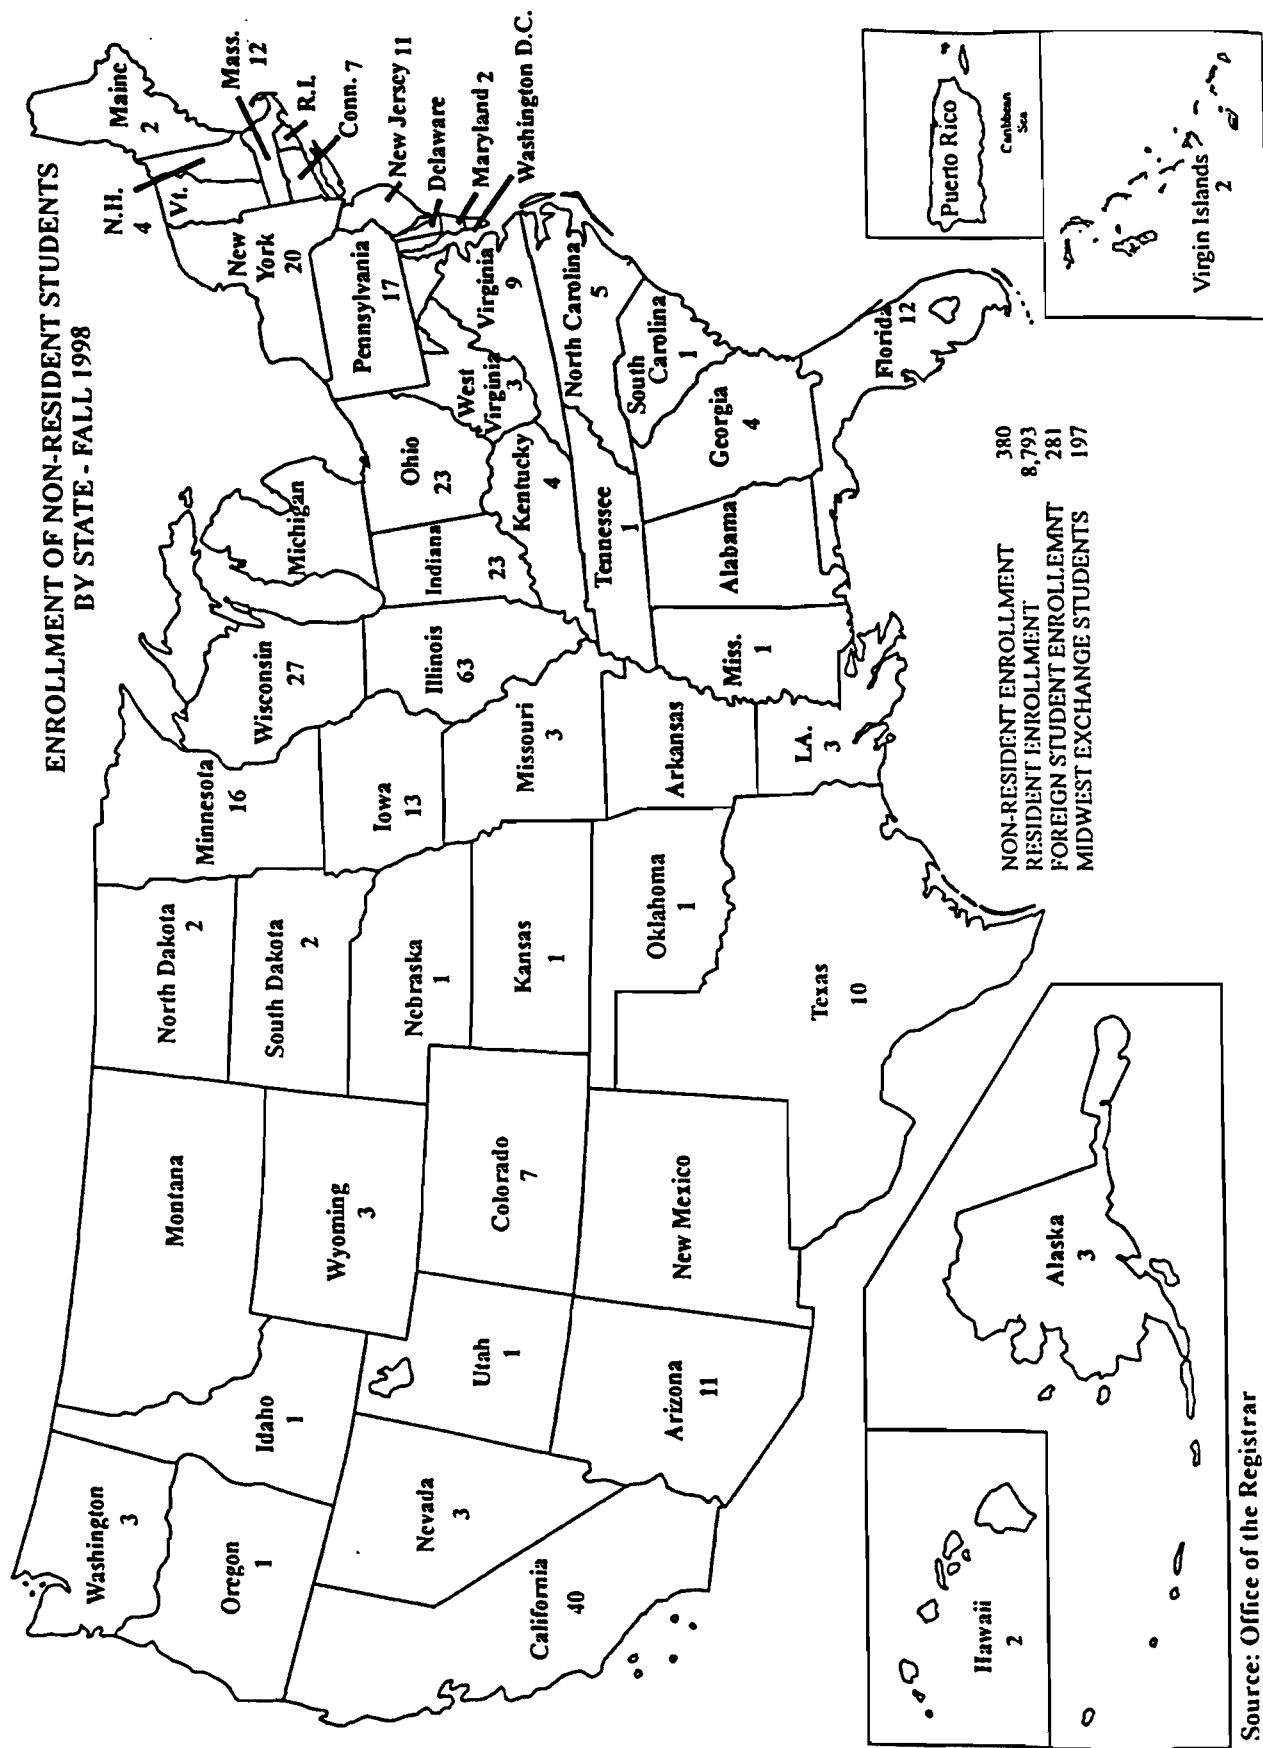 ENROLLMENT OF NON-RESIDENT STUDENTS
BY STATE - FALL 1998
Washington
3
Oregon
1
California
40
Nevada
3
Idaho
1
Montana
Wyoming
3
Utah
1
Arizona
11
Colorado
7
New Mexico
North Dakota
2
South Dakota
2
Nebraska
1
Kansas
1
Oklahoma
1
Texas
10
Minnesota
16
Iowa
13
Missouri
3
Arkansas
LA.
3
Wisconsin
27
Illinois
63
Michigan
Indiana
23
Ohio
23
Kentucky
4
Tennessee
1
Miss.
1
Alabama
Georgia
4
Florida
12
South
Carolina
1
North Carolina
5
Virginia
9
West
Virginia
3
Pennsylvania
17
New
York
20
Vt.
N.H.
4
Maine
2
Mass.
12
R.I.
Conn. 7
New Jersey 11
Delaware
Maryland 2
Washington D.C.
Hawaii
2
Alaska
3
Puerto Rico
Caribbean
Sea
Virgin Islands
2
NON-RESIDENT ENROLLMENT 380
RESIDENT ENROLLMENT 8,793
FOREIGN STUDENT ENROLLEMNT 281
MIDWEST EXCHANGE STUDENTS 197
Source: Office of the Registrar